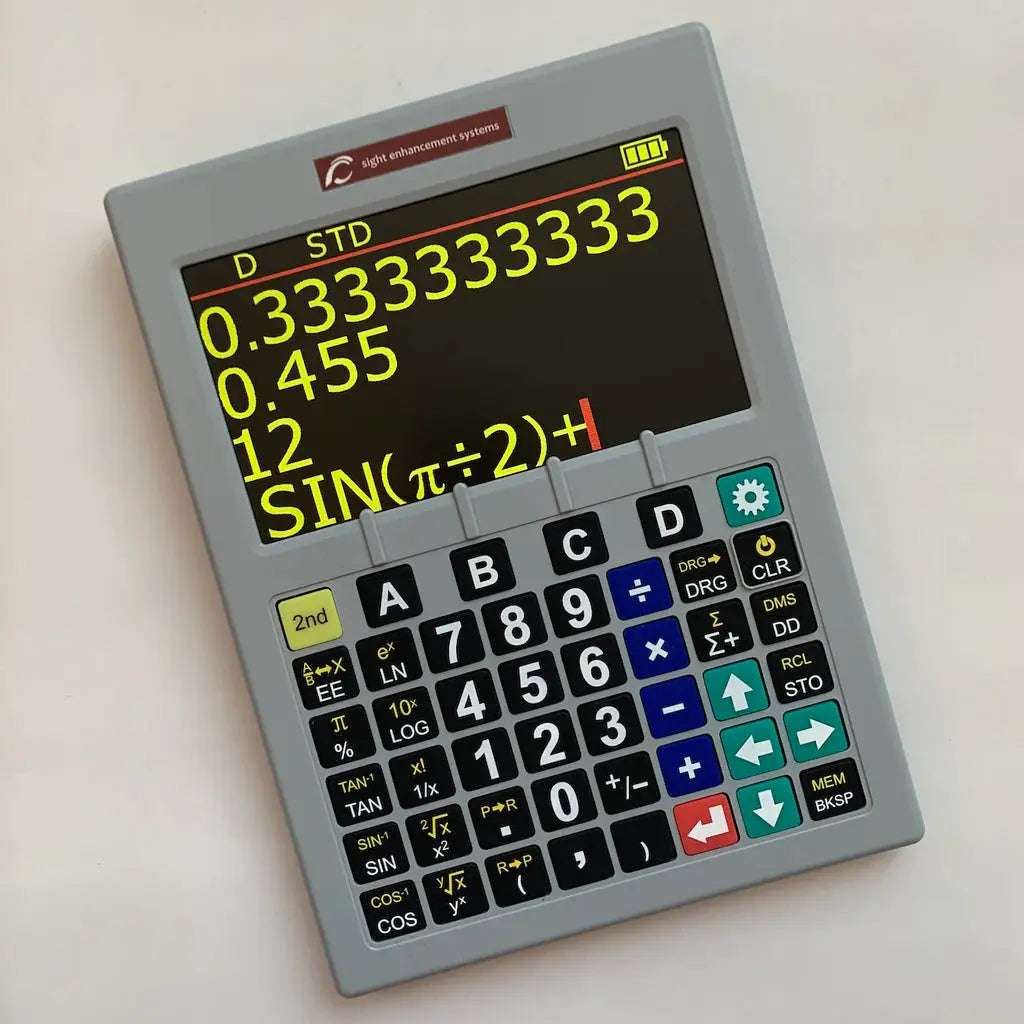 sight enhancement systems
D STD
0.3333333333
0.455
12
SIN(π÷2)+
A B C D
2nd
DRG→ DRG
CLR
A/B↔X EE
eˣ LN
7 8 9 ÷
Σ Σ+
DMS DD
π %
10ˣ LOG
4 5 6 ×
RCL STO
TAN⁻¹ TAN
x! 1/x
1 2 3 −
SIN⁻¹ SIN
²√x x²
P→R .
0 +/− +
MEM BKSP
COS⁻¹ COS
ʸ√x yˣ
R→P (
, )